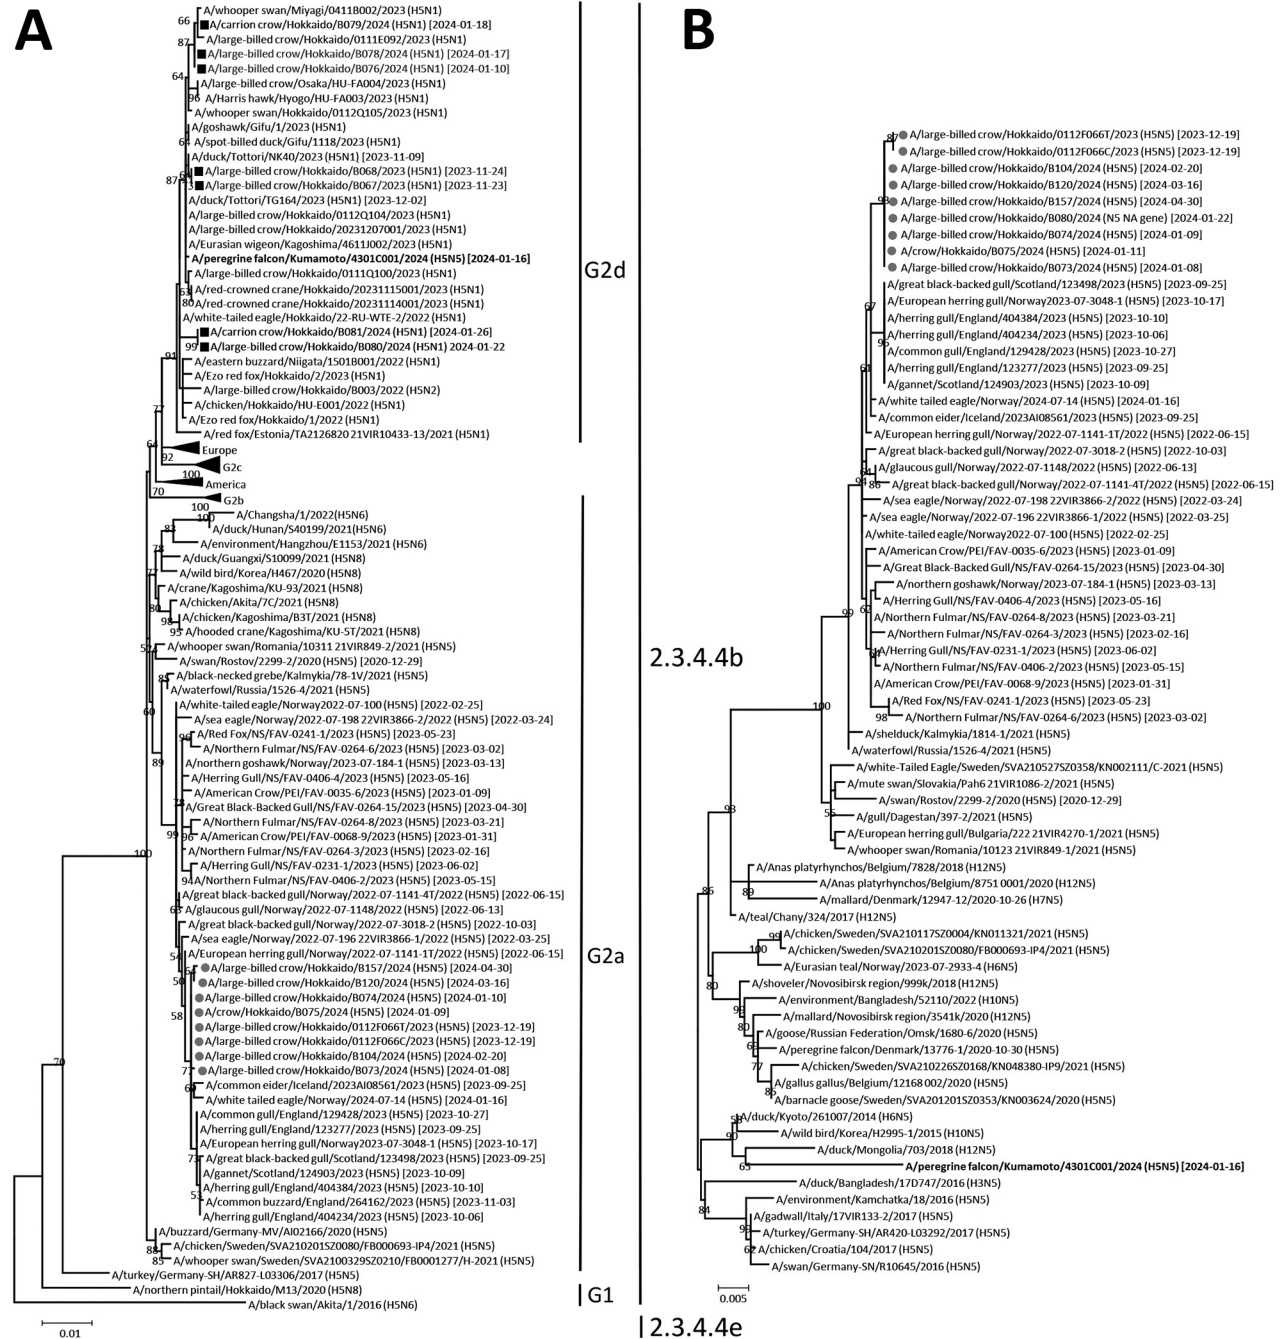 A
A/whooper swan/Miyagi/0411B002/2023 (H5N1)
66
A/carrion crow/Hokkaido/B079/2024 (H5N1) [2024-01-18]
A/large-billed crow/Hokkaido/0111E092/2023 (H5N1)
87
A/large-billed crow/Hokkaido/B078/2024 (H5N1) [2024-01-17]
A/large-billed crow/Hokkaido/B076/2024 (H5N1) [2024-01-10]
64
A/large-billed crow/Osaka/HU-FA004/2023 (H5N1)
96
A/Harris hawk/Hyogo/HU-FA003/2023 (H5N1)
A/whooper swan/Hokkaido/0112Q105/2023 (H5N1)
A/goshawk/Gifu/1/2023 (H5N1)
A/spot-billed duck/Gifu/1118/2023 (H5N1)
A/duck/Tottori/NK40/2023 (H5N1) [2023-11-09]
A/large-billed crow/Hokkaido/B068/2023 (H5N1) [2023-11-24]
87
A/large-billed crow/Hokkaido/B067/2023 (H5N1) [2023-11-23]
A/duck/Tottori/TG164/2023 (H5N1) [2023-12-02]
A/large-billed crow/Hokkaido/0112Q104/2023 (H5N1)
A/large-billed crow/Hokkaido/20231207001/2023 (H5N1)
A/Eurasian wigeon/Kagoshima/4611J002/2023 (H5N1)
A/peregrine falcon/Kumamoto/4301C001/2024 (H5N5) [2024-01-16]
A/large-billed crow/Hokkaido/0111Q100/2023 (H5N1)
63
A/red-crowned crane/Hokkaido/20231115001/2023 (H5N1)
80
A/red-crowned crane/Hokkaido/20231114001/2023 (H5N1)
A/white-tailed eagle/Hokkaido/22-RU-WTE-2/2022 (H5N1)
A/carrion crow/Hokkaido/B081/2024 (H5N1) [2024-01-26]
99
A/large-billed crow/Hokkaido/B080/2024 (H5N1) 2024-01-22
91
A/eastern buzzard/Niigata/1501B001/2022 (H5N1)
A/Ezo red fox/Hokkaido/2/2023 (H5N1)
A/large-billed crow/Hokkaido/B003/2022 (H5N2)
77
A/chicken/Hokkaido/HU-E001/2022 (H5N1)
A/Ezo red fox/Hokkaido/1/2022 (H5N1)
A/red fox/Estonia/TA2126820 21VIR10433-13/2021 (H5N1)
G2d
64
Europe
92
G2c
100
America
70
G2b
100
A/Changsha/1/2022(H5N6)
100
A/duck/Hunan/S40199/2021(H5N6)
83
A/environment/Hangzhou/E1153/2021 (H5N6)
78
A/duck/Guangxi/S10099/2021 (H5N8)
77
A/wild bird/Korea/H467/2020 (H5N8)
A/crane/Kagoshima/KU-93/2021 (H5N8)
A/chicken/Akita/7C/2021 (H5N8)
80
A/chicken/Kagoshima/B3T/2021 (H5N8)
98
A/hooded crane/Kagoshima/KU-5T/2021 (H5N8)
95
A/whooper swan/Romania/10311 21VIR849-2/2021 (H5N5)
A/swan/Rostov/2299-2/2020 (H5N5) [2020-12-29]
A/black-necked grebe/Kalmykia/78-1V/2021 (H5N5)
85
A/waterfowl/Russia/1526-4/2021 (H5N5)
A/white-tailed eagle/Norway2022-07-100 (H5N5) [2022-02-25]
60
A/sea eagle/Norway/2022-07-198 22VIR3866-2/2022 (H5N5) [2022-03-24]
A/Red Fox/NS/FAV-0241-1/2023 (H5N5) [2023-05-23]
96
A/Northern Fulmar/NS/FAV-0264-6/2023 (H5N5) [2023-03-02]
89
A/northern goshawk/Norway/2023-07-184-1 (H5N5) [2023-03-13]
A/Herring Gull/NS/FAV-0406-4/2023 (H5N5) [2023-05-16]
A/American Crow/PEI/FAV-0035-6/2023 (H5N5) [2023-01-09]
A/Great Black-Backed Gull/NS/FAV-0264-15/2023 (H5N5) [2023-04-30]
A/Northern Fulmar/NS/FAV-0264-8/2023 (H5N5) [2023-03-21]
99
96
A/American Crow/PEI/FAV-0068-9/2023 (H5N5) [2023-01-31]
100
A/Northern Fulmar/NS/FAV-0264-3/2023 (H5N5) [2023-02-16]
A/Herring Gull/NS/FAV-0231-1/2023 (H5N5) [2023-06-02]
94
A/Northern Fulmar/NS/FAV-0406-2/2023 (H5N5) [2023-05-15]
A/great black-backed gull/Norway/2022-07-1141-4T/2022 (H5N5) [2022-06-15]
A/glaucous gull/Norway/2022-07-1148/2022 (H5N5) [2022-06-13]
A/great black-backed gull/Norway/2022-07-3018-2 (H5N5) [2022-10-03]
A/sea eagle/Norway/2022-07-196 22VIR3866-1/2022 (H5N5) [2022-03-25]
54
A/European herring gull/Norway/2022-07-1141-1T/2022 (H5N5) [2022-06-15]
A/large-billed crow/Hokkaido/B157/2024 (H5N5) [2024-04-30]
50
A/large-billed crow/Hokkaido/B120/2024 (H5N5) [2024-03-16]
A/large-billed crow/Hokkaido/B074/2024 (H5N5) [2024-01-10]
58
A/crow/Hokkaido/B075/2024 (H5N5) [2024-01-09]
A/large-billed crow/Hokkaido/0112F066T/2023 (H5N5) [2023-12-19]
A/large-billed crow/Hokkaido/0112F066C/2023 (H5N5) [2023-12-19]
70
A/large-billed crow/Hokkaido/B104/2024 (H5N5) [2024-02-20]
A/large-billed crow/Hokkaido/B073/2024 (H5N5) [2024-01-08]
A/common eider/Iceland/2023AI08561/2023 (H5N5) [2023-09-25]
A/white tailed eagle/Norway/2024-07-14 (H5N5) [2024-01-16]
A/common gull/England/129428/2023 (H5N5) [2023-10-27]
A/herring gull/England/123277/2023 (H5N5) [2023-09-25]
A/European herring gull/Norway2023-07-3048-1 (H5N5) [2023-10-17]
A/great black-backed gull/Scotland/123498/2023 (H5N5) [2023-09-25]
A/gannet/Scotland/124903/2023 (H5N5) [2023-10-09]
A/herring gull/England/404384/2023 (H5N5) [2023-10-10]
53
A/common buzzard/England/264162/2023 (H5N5) [2023-11-03]
A/herring gull/England/404234/2023 (H5N5) [2023-10-06]
A/buzzard/Germany-MV/AI02166/2020 (H5N5)
88
A/chicken/Sweden/SVA210201SZ0080/FB000693-IP4/2021 (H5N5)
85
A/whooper swan/Sweden/SVA2100329SZ0210/FB0001277/H-2021 (H5N5)
A/turkey/Germany-SH/AR827-L03306/2017 (H5N5)
G2a
A/northern pintail/Hokkaido/M13/2020 (H5N8)
A/black swan/Akita/1/2016 (H5N6)
G1
0.01
2.3.4.4b
2.3.4.4e
B
A/large-billed crow/Hokkaido/0112F066T/2023 (H5N5) [2023-12-19]
87
A/large-billed crow/Hokkaido/0112F066C/2023 (H5N5) [2023-12-19]
A/large-billed crow/Hokkaido/B104/2024 (H5N5) [2024-02-20]
A/large-billed crow/Hokkaido/B120/2024 (H5N5) [2024-03-16]
A/large-billed crow/Hokkaido/B157/2024 (H5N5) [2024-04-30]
A/large-billed crow/Hokkaido/B080/2024 (N5 NA gene) [2024-01-22]
A/large-billed crow/Hokkaido/B074/2024 (H5N5) [2024-01-09]
A/crow/Hokkaido/B075/2024 (H5N5) [2024-01-11]
A/large-billed crow/Hokkaido/B073/2024 (H5N5) [2024-01-08]
A/great black-backed gull/Scotland/123498/2023 (H5N5) [2023-09-25]
A/European herring gull/Norway2023-07-3048-1 (H5N5) [2023-10-17]
67
A/herring gull/England/404384/2023 (H5N5) [2023-10-10]
A/herring gull/England/404234/2023 (H5N5) [2023-10-06]
A/common gull/England/129428/2023 (H5N5) [2023-10-27]
A/herring gull/England/123277/2023 (H5N5) [2023-09-25]
61
A/gannet/Scotland/124903/2023 (H5N5) [2023-10-09]
A/white tailed eagle/Norway/2024-07-14 (H5N5) [2024-01-16]
A/common eider/Iceland/2023AI08561/2023 (H5N5) [2023-09-25]
A/European herring gull/Norway/2022-07-1141-1T/2022 (H5N5) [2022-06-15]
A/great black-backed gull/Norway/2022-07-3018-2 (H5N5) [2022-10-03]
A/glaucous gull/Norway/2022-07-1148/2022 (H5N5) [2022-06-13]
94
86
A/great black-backed gull/Norway/2022-07-1141-4T/2022 (H5N5) [2022-06-15]
A/sea eagle/Norway/2022-07-198 22VIR3866-2/2022 (H5N5) [2022-03-24]
A/sea eagle/Norway/2022-07-196 22VIR3866-1/2022 (H5N5) [2022-03-25]
A/white-tailed eagle/Norway2022-07-100 (H5N5) [2022-02-25]
A/American Crow/PEI/FAV-0035-6/2023 (H5N5) [2023-01-09]
A/Great Black-Backed Gull/NS/FAV-0264-15/2023 (H5N5) [2023-04-30]
A/northern goshawk/Norway/2023-07-184-1 (H5N5) [2023-03-13]
A/Herring Gull/NS/FAV-0406-4/2023 (H5N5) [2023-05-16]
99
62
A/Northern Fulmar/NS/FAV-0264-8/2023 (H5N5) [2023-03-21]
A/Northern Fulmar/NS/FAV-0264-3/2023 (H5N5) [2023-02-16]
A/Herring Gull/NS/FAV-0231-1/2023 (H5N5) [2023-06-02]
A/Northern Fulmar/NS/FAV-0406-2/2023 (H5N5) [2023-05-15]
A/American Crow/PEI/FAV-0068-9/2023 (H5N5) [2023-01-31]
A/Red Fox/NS/FAV-0241-1/2023 (H5N5) [2023-05-23]
100
98
A/Northern Fulmar/NS/FAV-0264-6/2023 (H5N5) [2023-03-02]
A/shelduck/Kalmykia/1814-1/2021 (H5N5)
A/waterfowl/Russia/1526-4/2021 (H5N5)
A/white-Tailed Eagle/Sweden/SVA210527SZ0358/KN002111/C-2021 (H5N5)
A/mute swan/Slovakia/Pah6 21VIR1086-2/2021 (H5N5)
A/swan/Rostov/2299-2/2020 (H5N5) [2020-12-29]
93
55
A/gull/Dagestan/397-2/2021 (H5N5)
A/European herring gull/Bulgaria/222 21VIR4270-1/2021 (H5N5)
A/whooper swan/Romania/10123 21VIR849-1/2021 (H5N5)
A/Anas platyrhynchos/Belgium/7828/2018 (H12N5)
A/Anas platyrhynchos/Belgium/8751 0001/2020 (H12N5)
86
89
A/mallard/Denmark/12947-12/2020-10-26 (H7N5)
A/teal/Chany/324/2017 (H12N5)
99
A/chicken/Sweden/SVA210117SZ0004/KN011321/2021 (H5N5)
100
A/chicken/Sweden/SVA210201SZ0080/FB000693-IP4/2021 (H5N5)
A/Eurasian teal/Norway/2023-07-2933-4 (H6N5)
80
A/shoveler/Novosibirsk region/999k/2018 (H12N5)
A/environment/Bangladesh/52110/2022 (H10N5)
A/mallard/Novosibirsk region/3541k/2020 (H12N5)
80
A/goose/Russian Federation/Omsk/1680-6/2020 (H5N5)
A/peregrine falcon/Denmark/13776-1/2020-10-30 (H5N5)
77
A/chicken/Sweden/SVA210226SZ0168/KN048380-IP9/2021 (H5N5)
A/gallus gallus/Belgium/12168 002/2020 (H5N5)
A/barnacle goose/Sweden/SVA201201SZ0353/KN003624/2020 (H5N5)
A/duck/Kyoto/261007/2014 (H6N5)
90
A/wild bird/Korea/H2995-1/2015 (H10N5)
A/duck/Mongolia/703/2018 (H12N5)
65
A/peregrine falcon/Kumamoto/4301C001/2024 (H5N5) [2024-01-16]
A/duck/Bangladesh/17D747/2016 (H3N5)
84
A/environment/Kamchatka/18/2016 (H5N5)
A/gadwall/Italy/17VIR133-2/2017 (H5N5)
A/turkey/Germany-SH/AR420-L03292/2017 (H5N5)
A/chicken/Croatia/104/2017 (H5N5)
A/swan/Germany-SN/R10645/2016 (H5N5)
0.005